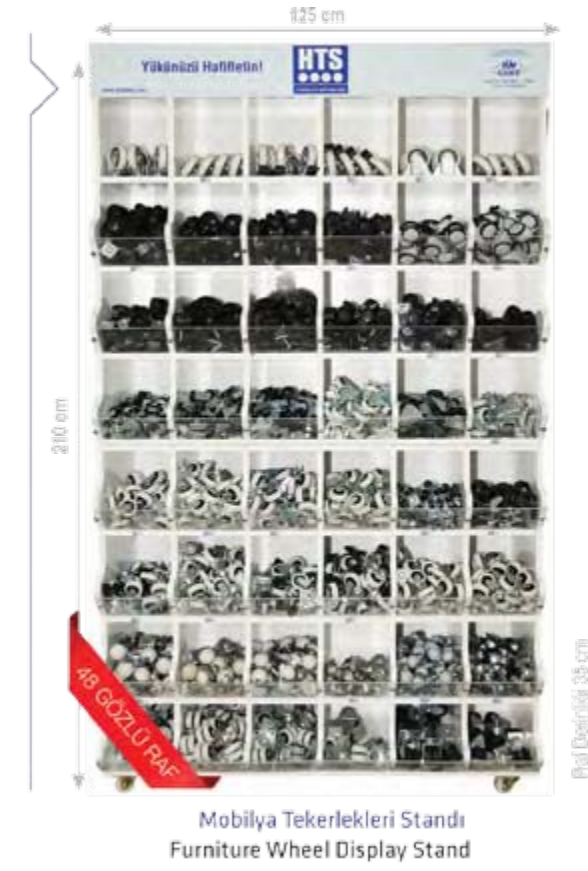 125 cm
Yükünüzü Hafifletin!
HTS
210 cm
Raf Derinliği 35 cm
48 GÖZLÜ RAF
Mobilya Tekerlekleri Standı
Furniture Wheel Display Stand